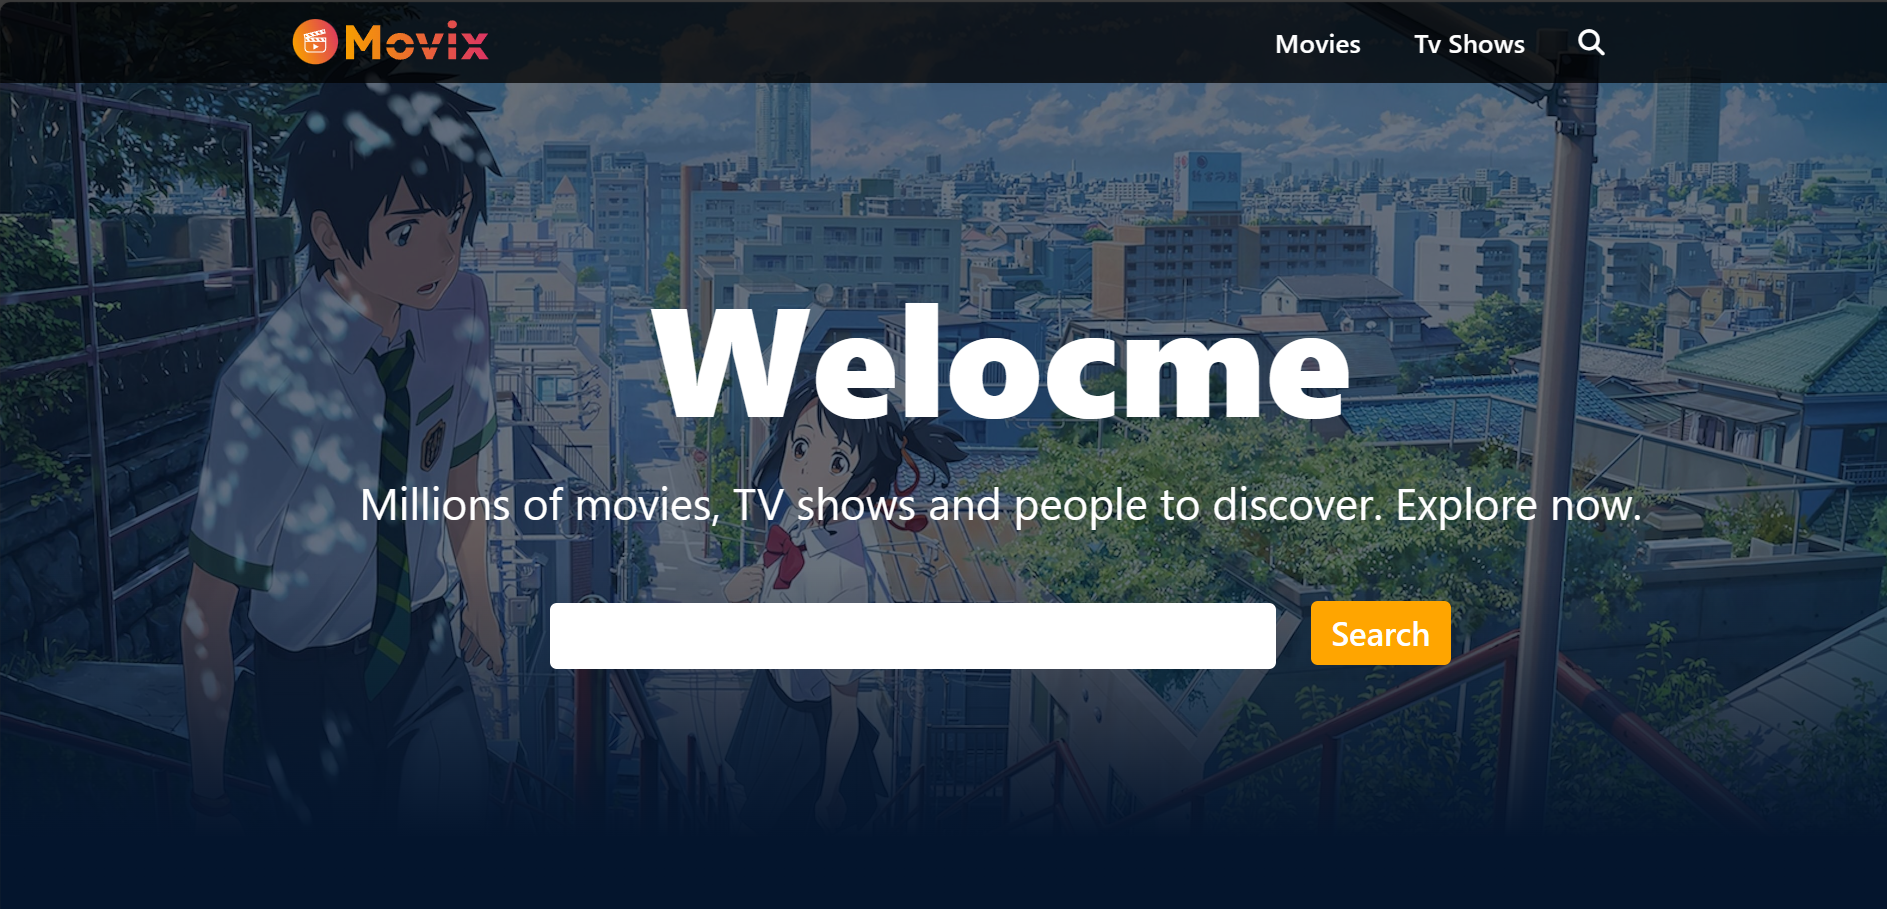 Movix
Movies
Tv Shows
Welocme
Millions of movies, TV shows and people to discover. Explore now.
Search